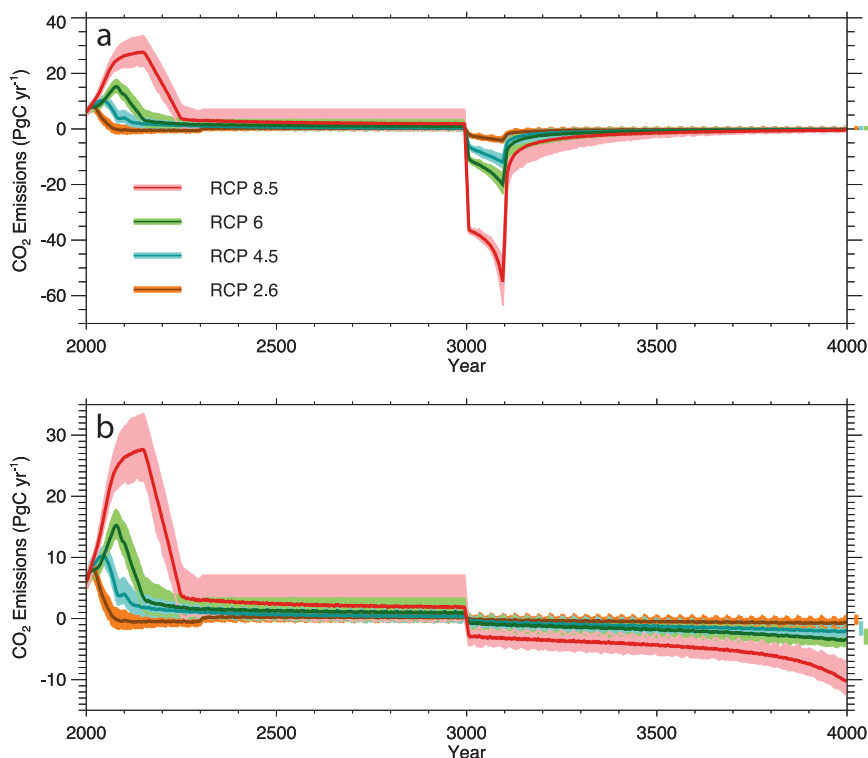 a
40
20
0
-20
-40
-60
CO₂ Emissions (PgC yr⁻¹)
RCP 8.5
RCP 6
RCP 4.5
RCP 2.6
2000 2500 3000 3500 4000
Year
b
30
20
10
0
-10
CO₂ Emissions (PgC yr⁻¹)
2000 2500 3000 3500 4000
Year